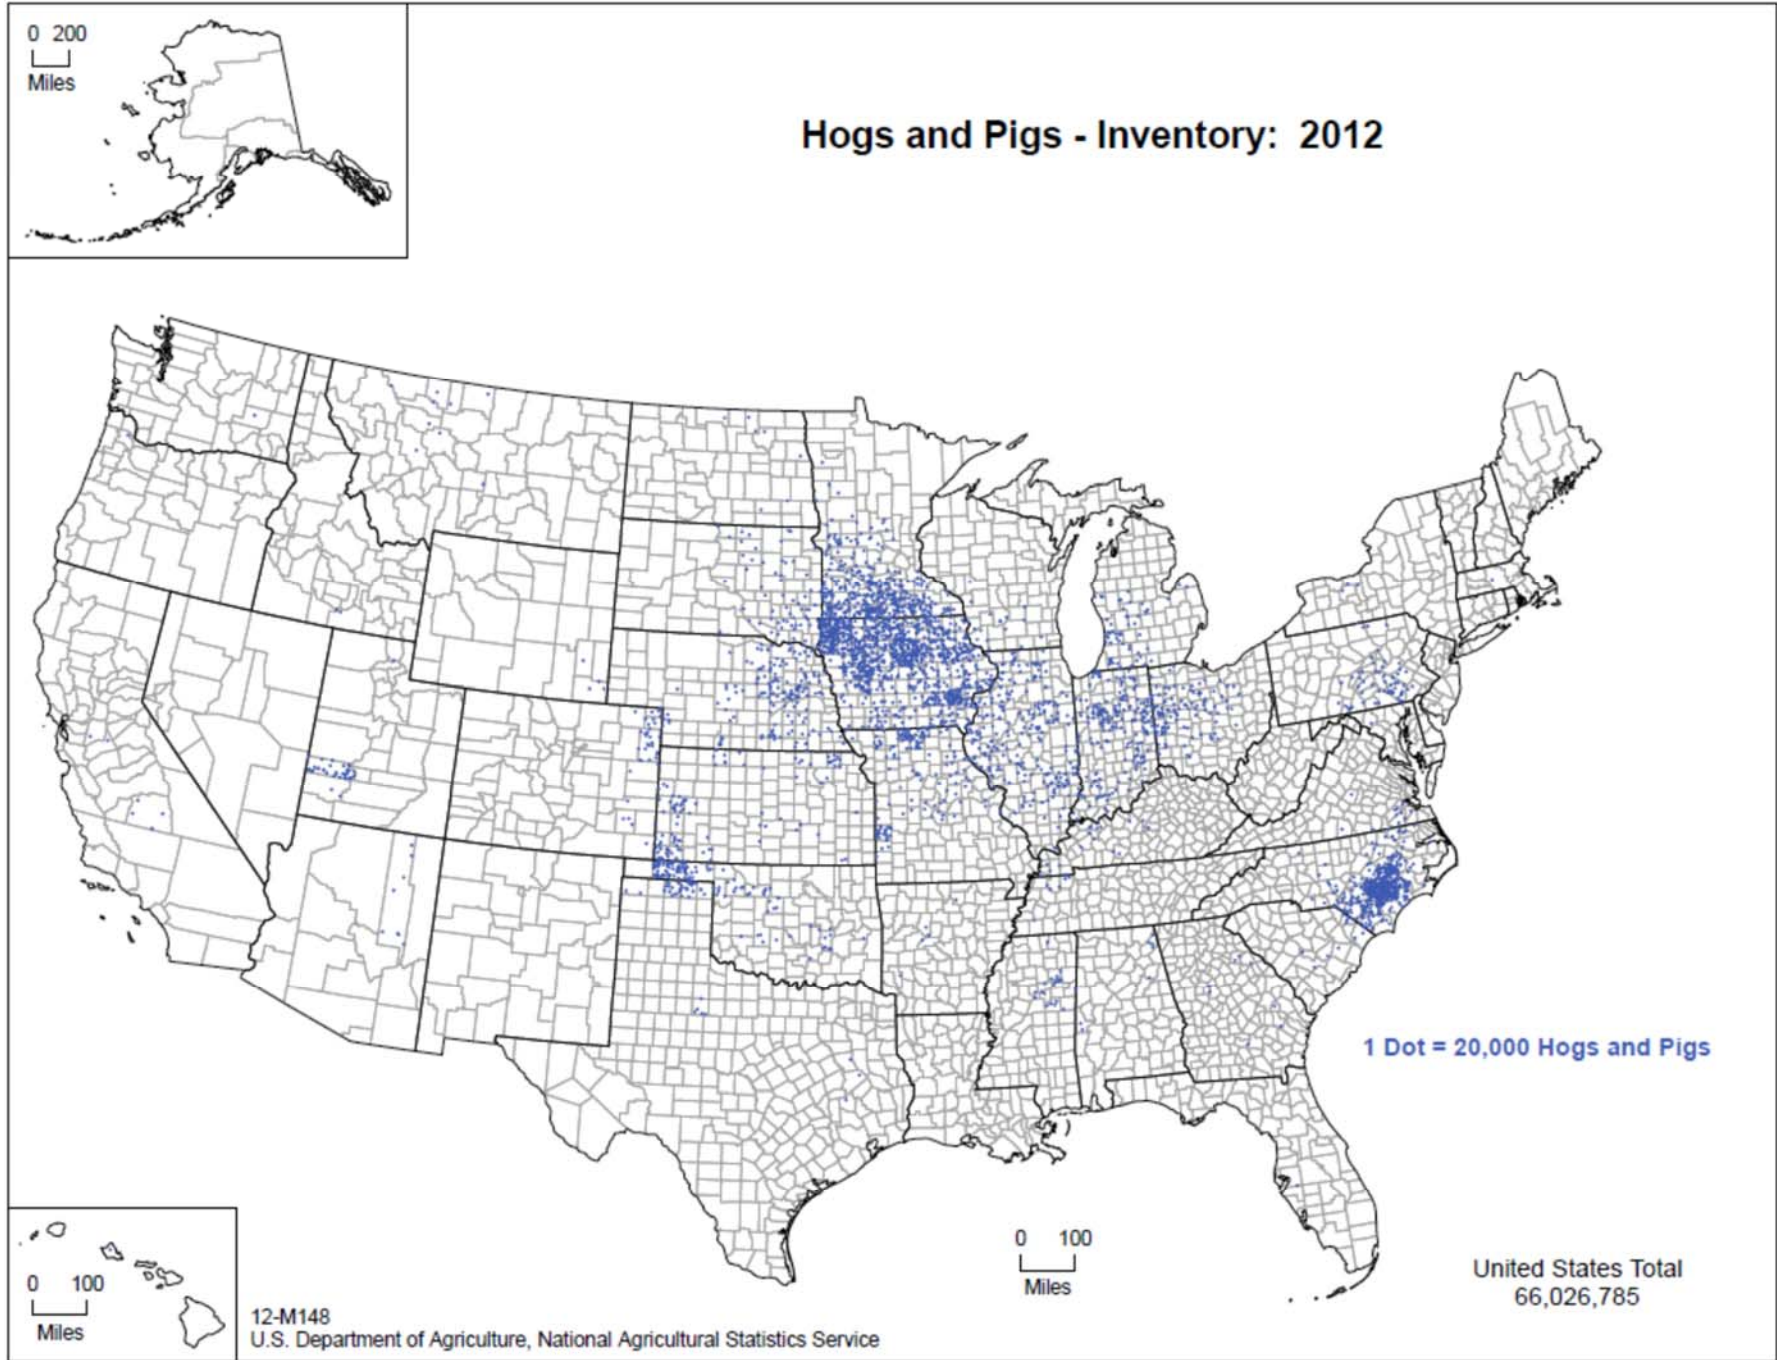 0 200
Miles
Hogs and Pigs - Inventory: 2012
1 Dot = 20,000 Hogs and Pigs
0 100
Miles
United States Total
66,026,785
0 100
Miles
12-M148
U.S. Department of Agriculture, National Agricultural Statistics Service